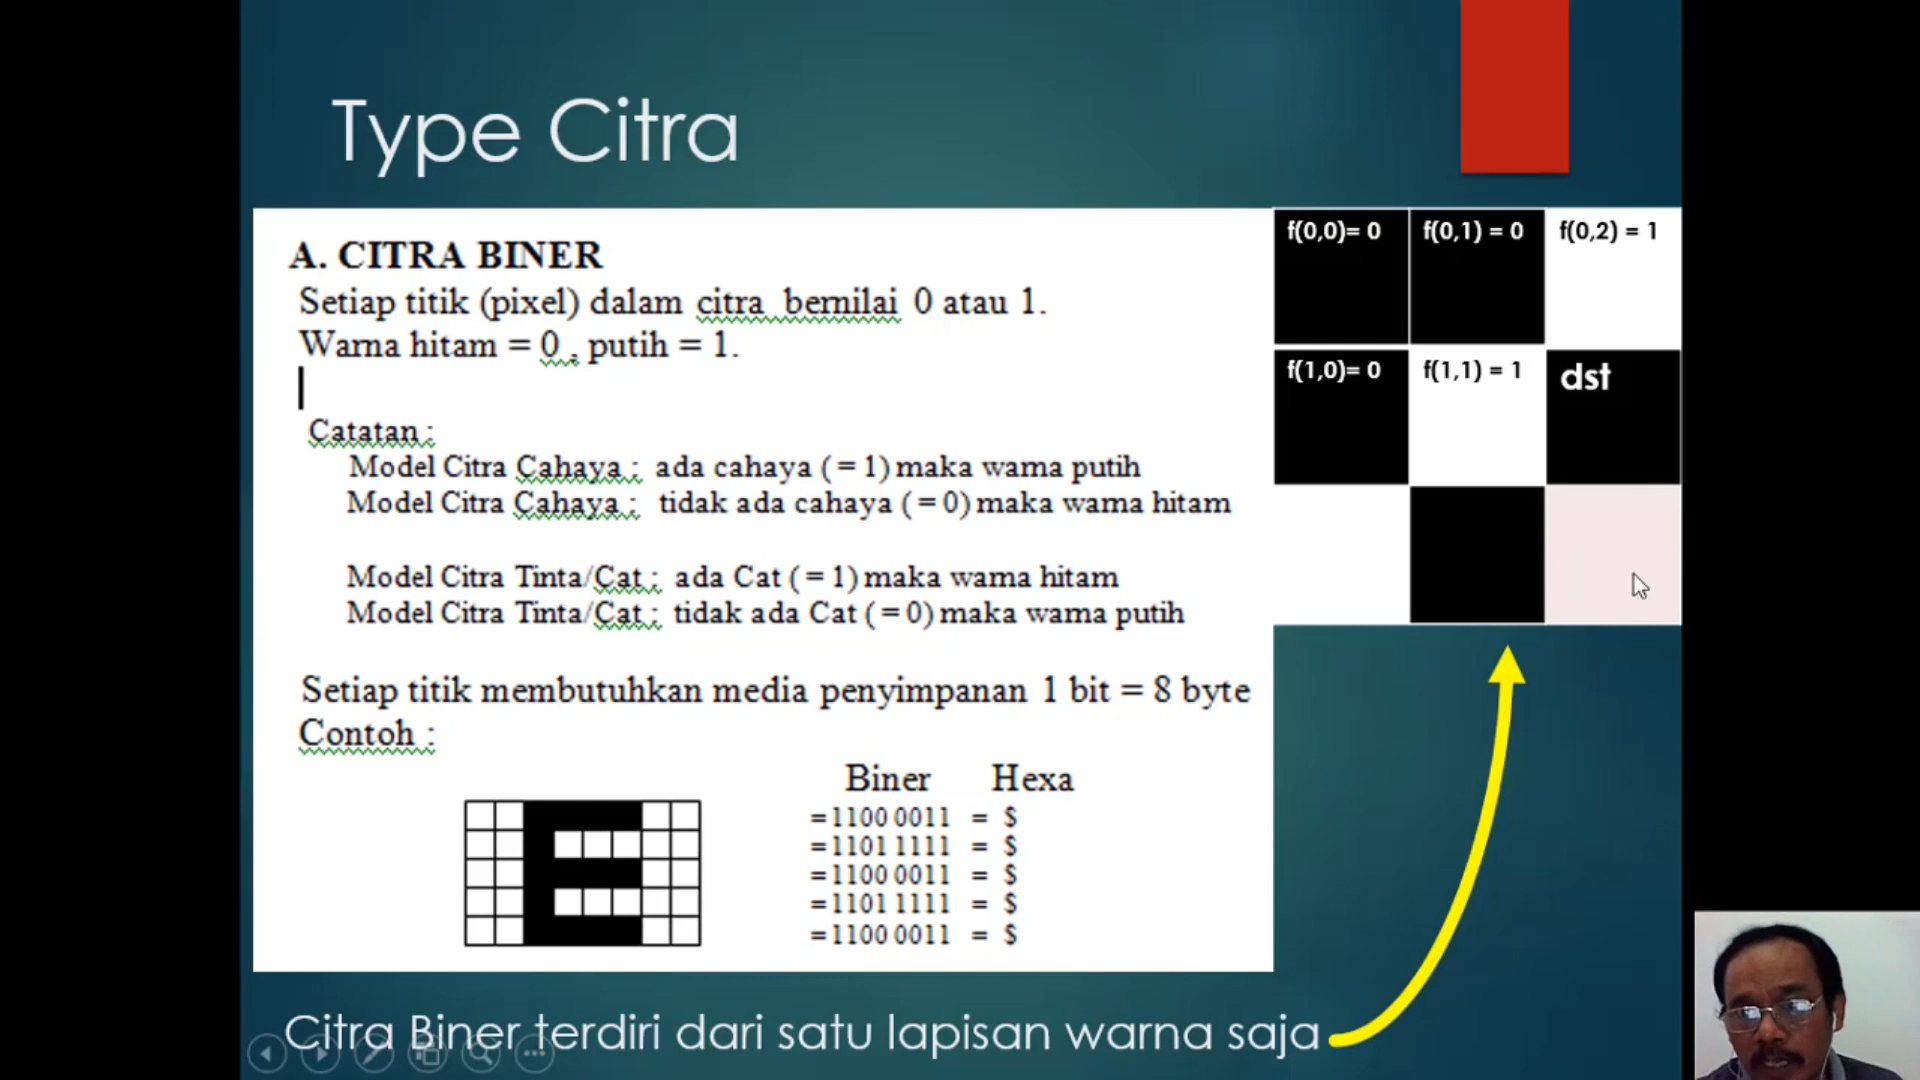 Type Citra
A. CITRA BINER
Setiap titik (pixel) dalam citra bernilai 0 atau 1.
Warna hitam = 0 , putih = 1.
Catatan :
Model Citra Cahaya : ada cahaya ( = 1) maka warna putih
Model Citra Cahaya : tidak ada cahaya ( = 0) maka warna hitam
Model Citra Tinta/Cat : ada Cat ( = 1) maka warna hitam
Model Citra Tinta/Cat : tidak ada Cat ( = 0) maka warna putih
Setiap titik membutuhkan media penyimpanan 1 bit = 8 byte
Contoh :
Biner Hexa
=1100 0011 = $
=1101 1111 = $
=1100 0011 = $
=1101 1111 = $
=1100 0011 = $
f(0,0)= 0 f(0,1) = 0 f(0,2) = 1
f(1,0)= 0 f(1,1) = 1 dst
Citra Biner terdiri dari satu lapisan warna saja